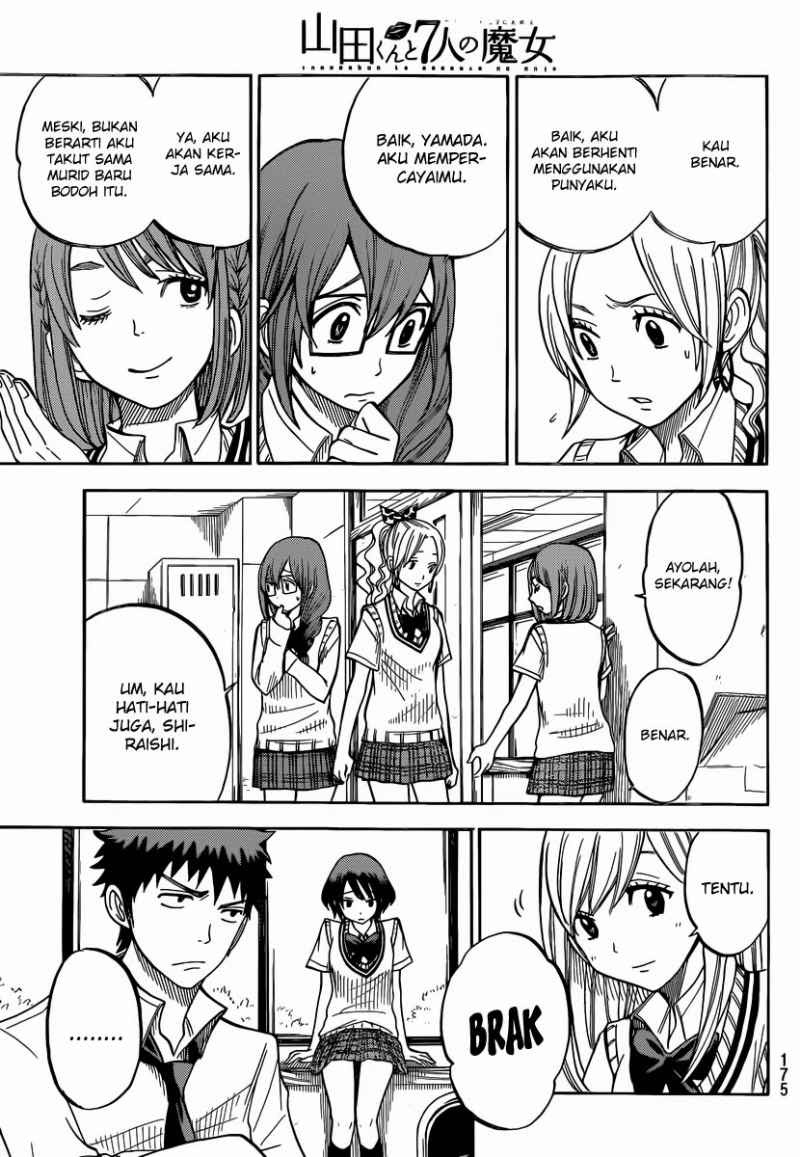 山田くんと7人の魔女
KAU
BENAR.
BAIK, AKU
AKAN BERHENTI
MENGGUNAKAN
PUNYAKU.
BAIK, YAMADA.
AKU MEMPER-
CAYAIMU.
YA, AKU
AKAN KER-
JA SAMA.
MESKI, BUKAN
BERARTI AKU
TAKUT SAMA
MURID BARU
BODOH ITU.
AYOLAH,
SEKARANG!
BENAR.
UM, KAU
HATI-HATI
JUGA, SHI-
RAISHI.
TENTU.
BRAK
........
175